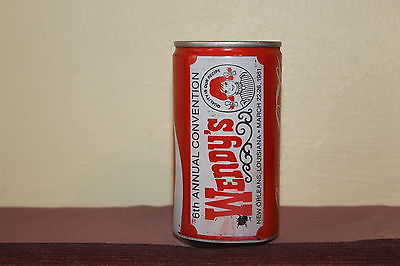 QUALITY IS OUR RECIPE
6th ANNUAL CONVENTION
WENDY'S
NEW ORLEANS, LOUISIANA • MARCH 22-26, 1981